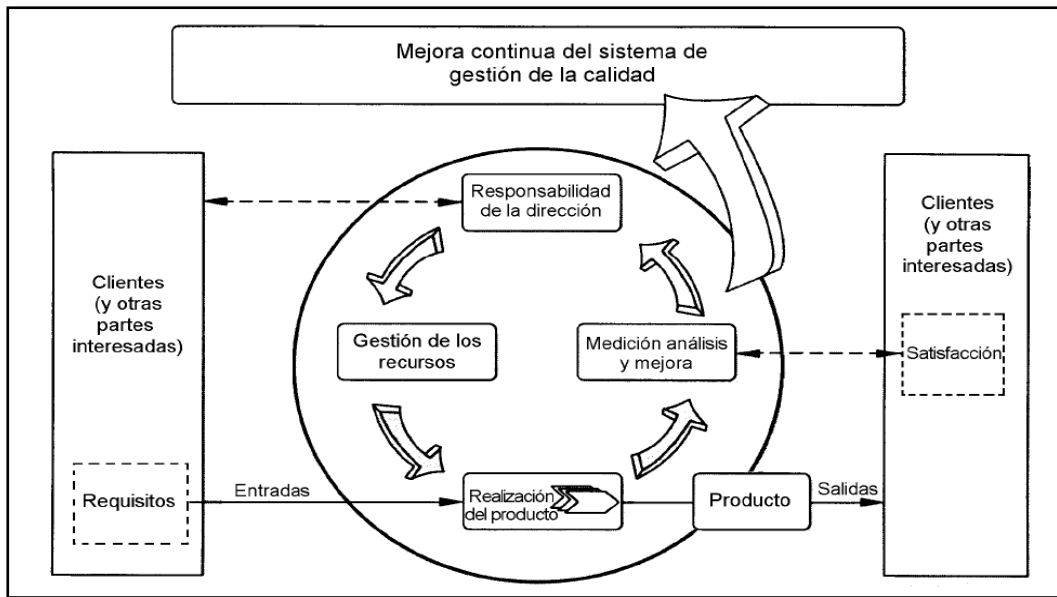 Mejora continua del sistema de
gestión de la calidad
Responsabilidad
de la dirección
Clientes
(y otras
partes
interesadas)
Clientes
(y otras
partes
interesadas)
Gestión de los
recursos
Medición análisis
y mejora
Satisfacción
Requisitos
Entradas
Realización
del producto
Producto
Salidas